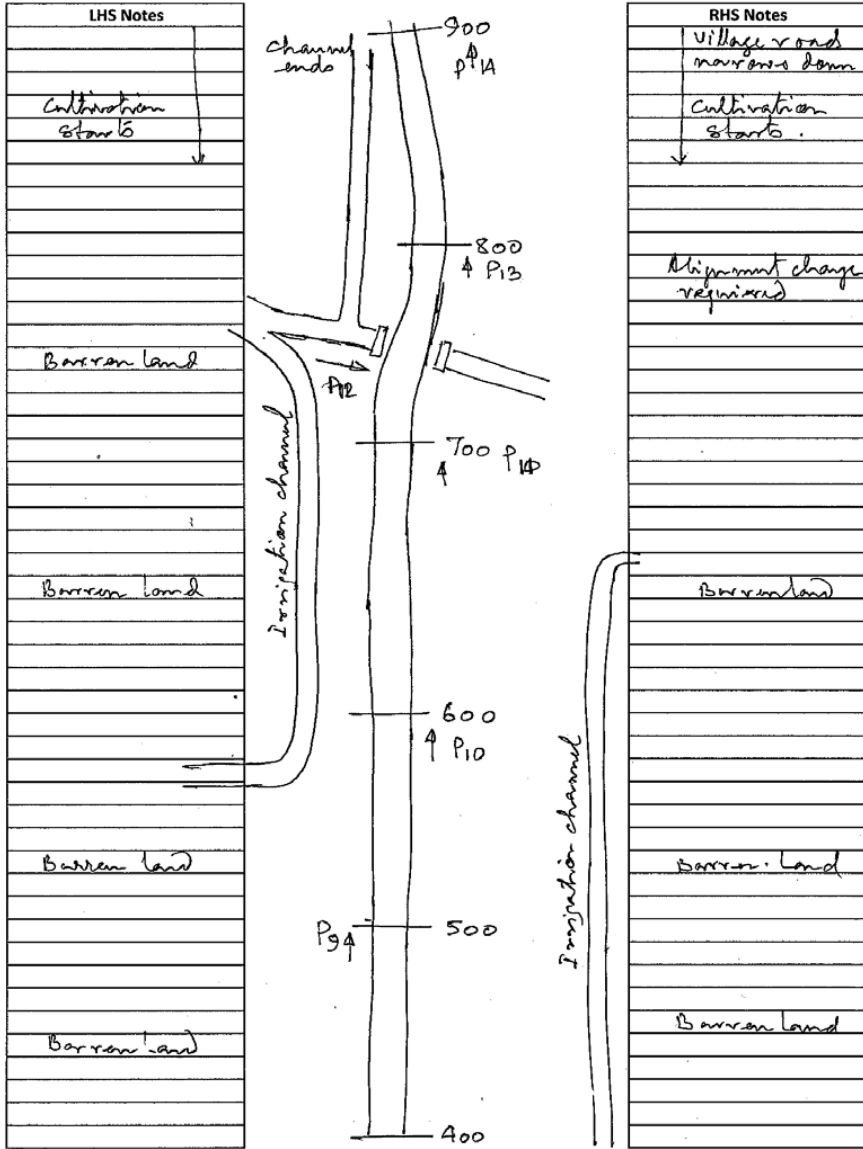 LHS Notes
RHS Notes
900
P14
channel
ends
village road
narrows down
Cultivation
starts
Cultivation
starts.
800
P13
Alignment change
required
Barren land
P12
700
Irrigation channel
Barren land
Barren land
600
P10
Irrigation channel
Barren land
Barren land
P9
500
Barren land
Barren land
400